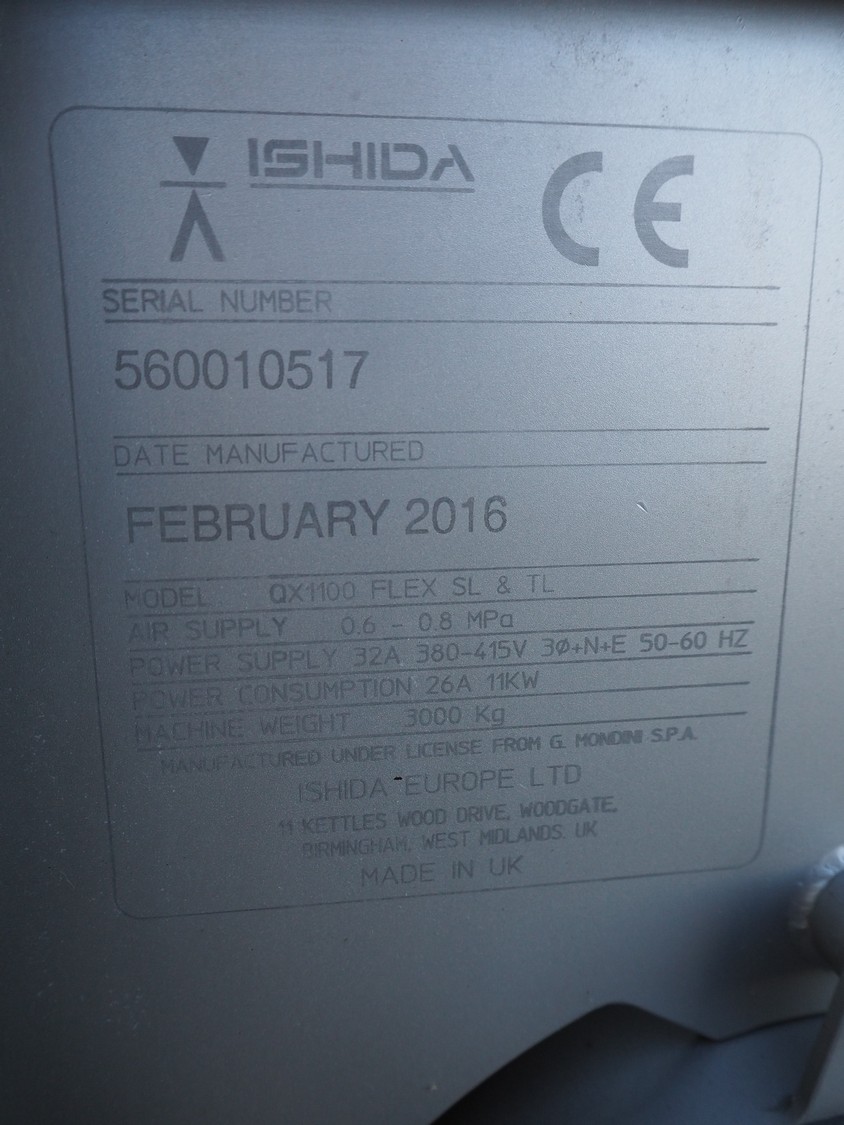 ISHIDA
CE
SERIAL NUMBER
560010517
DATE MANUFACTURED
FEBRUARY 2016
MODEL QX1100 FLEX SL & TL
AIR SUPPLY 0.6 - 0.8 MPa
POWER SUPPLY 32A 380-415V 3Ø+N+E 50-60 HZ
POWER CONSUMPTION 26A 11KW
MACHINE WEIGHT 3000 Kg
MANUFACTURED UNDER LICENSE FROM G. MONDINI S.P.A.
ISHIDA EUROPE LTD
11 KETTLES WOOD DRIVE, WOODGATE,
BIRMINGHAM, WEST MIDLANDS. UK
MADE IN UK